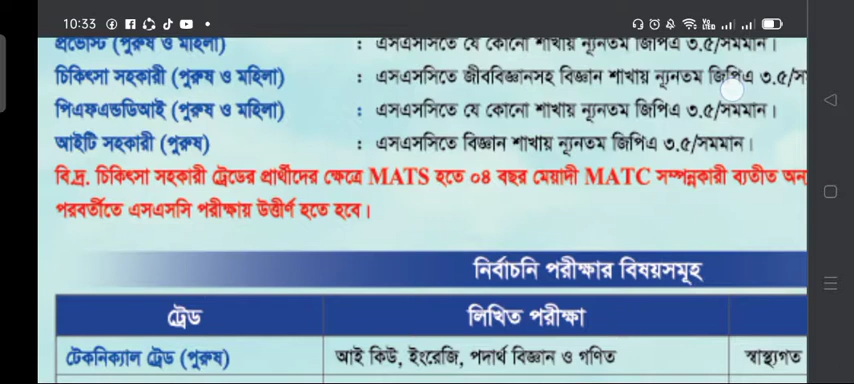 10:33
প্রভোস্ট (পুরুষ ও মহিলা) : এসএসসিতে যে কোনো শাখায় ন্যূনতম জিপিএ ৩.৫/সমমান।
চিকিৎসা সহকারী (পুরুষ ও মহিলা) : এসএসসিতে জীববিজ্ঞানসহ বিজ্ঞান শাখায় ন্যূনতম জিপিএ ৩.৫/স
পিএফএন্ডডিআই (পুরুষ ও মহিলা) : এসএসসিতে যে কোনো শাখায় ন্যূনতম জিপিএ ৩.৫/সমমান।
আইটি সহকারী (পুরুষ) : এসএসসিতে বিজ্ঞান শাখায় ন্যূনতম জিপিএ ৩.৫/সমমান।
বি.দ্র. চিকিৎসা সহকারী ট্রেডের প্রার্থীদের ক্ষেত্রে MATS হতে ০৪ বছর মেয়াদী MATC সম্পন্নকারী ব্যতীত অন
পরবর্তীতে এসএসসি পরীক্ষায় উত্তীর্ণ হতে হবে।
নির্বাচনি পরীক্ষার বিষয়সমূহ
ট্রেড লিখিত পরীক্ষা
টেকনিক্যাল ট্রেড (পুরুষ) আই কিউ, ইংরেজি, পদার্থ বিজ্ঞান ও গণিত স্বাস্থ্যগত